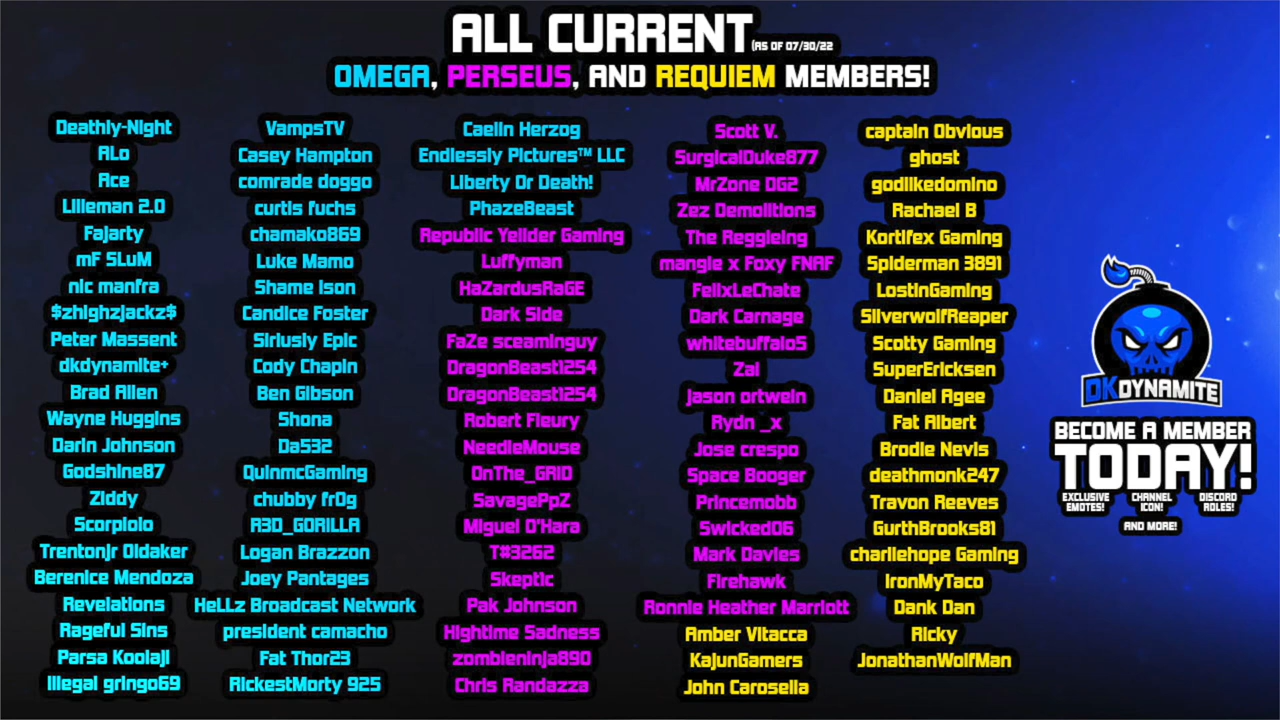 ALL CURRENT (AS OF 07/30/22
OMEGA, PERSEUS, AND REQUIEM MEMBERS!
Deathly-Night
ALo
Ace
Lilleman 2.0
Fajarty
mF SLuM
nic manfra
$zhighzjackz$
Peter Massent
dkdynamite+
Brad Allen
Wayne Huggins
Darin Johnson
Godshine87
Ziddy
Scorpiolo
Trentonjr Oldaker
Berenice Mendoza
Revelations
Rageful Sins
Parsa Koolaji
Illegal gringo69
VampsTV
Casey Hampton
comrade doggo
curtis fuchs
chamako869
Luke Mamo
Shame Ison
Candice Foster
Siriusly Epic
Cody Chapin
Ben Gibson
Shona
Da532
QuinmcGaming
chubby fr0g
A3D_GORILLA
Logan Brazzon
Joey Pantages
HeLLz Broadcast Network
president camacho
Fat Thor23
RickestMorty 925
Caelin Herzog
Endlessly Pictures™ LLC
Liberty Or Death!
PhazeBeast
Republic Yeilder Gaming
Luffyman
HaZardusRaGE
Dark Side
FaZe sceaminguy
DragonBeast1254
DragonBeast1254
Robert Fleury
NeedleMouse
OnThe_GRID
SavagePpZ
Miguel O'Hara
T#3262
Skeptic
Pak Johnson
Hightime Sadness
zombieninja890
Chris Randazza
Scott V.
SurgicalDuke877
MrZone DG2
Zez Demolitions
The Reggieing
mangle x Foxy FNAF
FelixLeChate
Dark Carnage
whitebuffalo5
Zai
jason ortwein
Rydn _x
Jose crespo
Space Booger
Princemobb
Swicked06
Mark Davies
Firehawk
Ronnie Heather Marriott
Amber Vitacca
KajunGamers
John Carosella
captain Obvious
ghost
godlikedomino
Rachael B
Kortifex Gaming
Spiderman 3891
LostInGaming
SilverwolfReaper
Scotty Gaming
SuperEricksen
Daniel Agee
Fat Albert
Brodie Nevis
deathmonk247
Travon Reeves
GurthBrooks81
charliehope Gaming
IronMyTaco
Dank Dan
Ricky
JonathanWolfMan
DKDYNAMITE
BECOME A MEMBER
TODAY!
EXCLUSIVE EMOTES!
CHANNEL ICON!
DISCORD ROLES!
AND MORE!